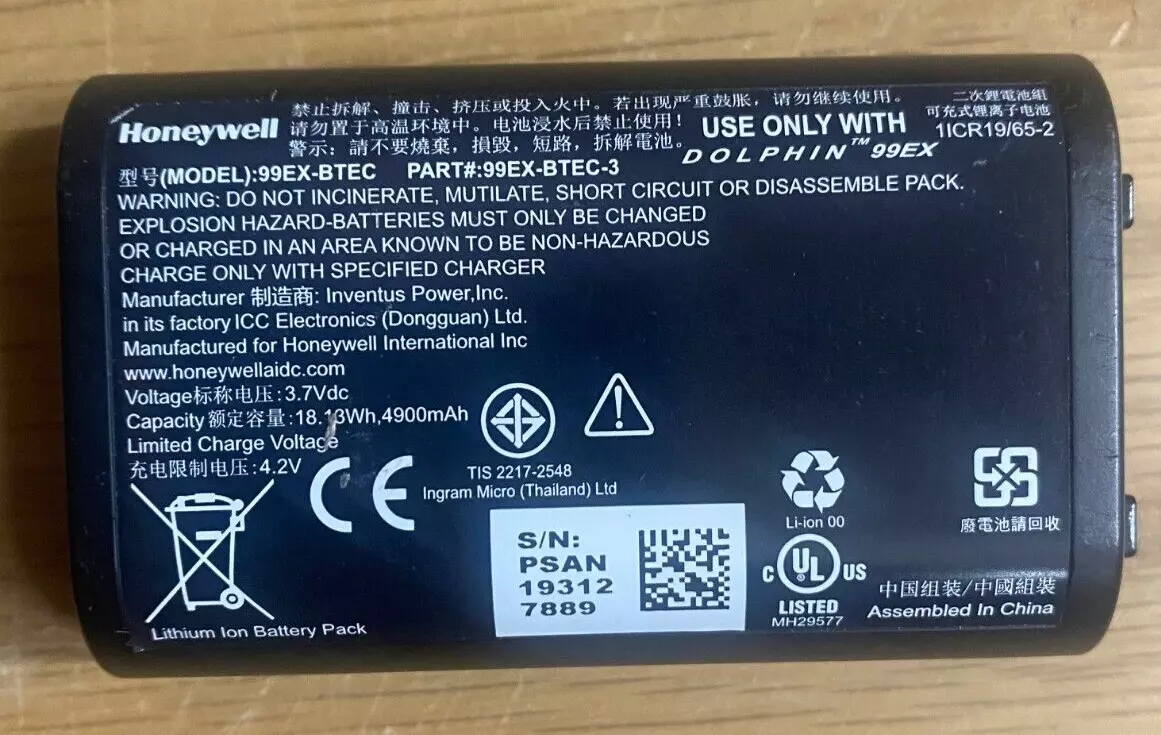 Honeywell
禁止拆解、撞击、挤压或投入火中。若出现严重鼓胀，请勿继续使用。
请勿置于高温环境中。电池浸水后禁止使用！
警示：請不要燒棄，損毀，短路，拆解電池。
USE ONLY WITH
DOLPHIN™ 99EX
二次鋰電池組
可充式锂离子电池
1ICR19/65-2
型号(MODEL):99EX-BTEC PART#:99EX-BTEC-3
WARNING: DO NOT INCINERATE, MUTILATE, SHORT CIRCUIT OR DISASSEMBLE PACK.
EXPLOSION HAZARD-BATTERIES MUST ONLY BE CHANGED
OR CHARGED IN AN AREA KNOWN TO BE NON-HAZARDOUS
CHARGE ONLY WITH SPECIFIED CHARGER
Manufacturer 制造商: Inventus Power,Inc.
in its factory ICC Electronics (Dongguan) Ltd.
Manufactured for Honeywell International Inc
www.honeywellaidc.com
Voltage标称电压:3.7Vdc
Capacity 额定容量:18.13Wh,4900mAh
Limited Charge Voltage
充电限制电压:4.2V
CE
TIS 2217-2548
Ingram Micro (Thailand) Ltd
Lithium Ion Battery Pack
S/N:
PSAN
19312
7889
Li-ion 00
C UL US
LISTED
MH29577
廢電池請回收
中国组装/中國組裝
Assembled In China